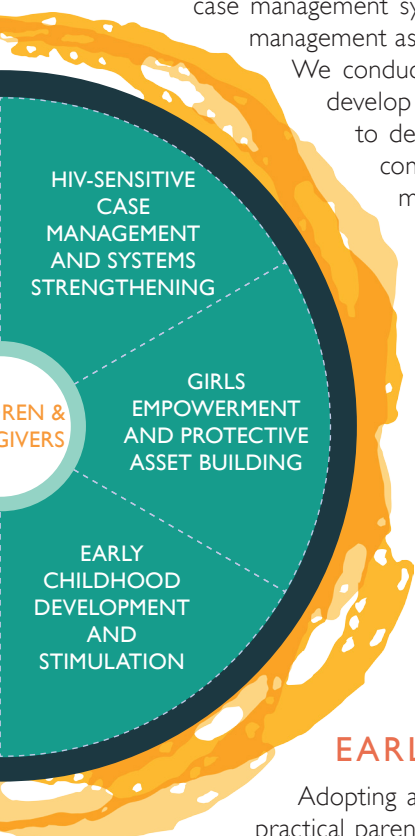 case management sy
management as
We conduc
develop
to de
con
m
HIV-SENSITIVE
CASE
MANAGEMENT
AND SYSTEMS
STRENGTHENING
REN &
GIVERS
GIRLS
EMPOWERMENT
AND PROTECTIVE
ASSET BUILDING
EARLY
CHILDHOOD
DEVELOPMENT
AND
STIMULATION
EARL
Adopting a
practical paren